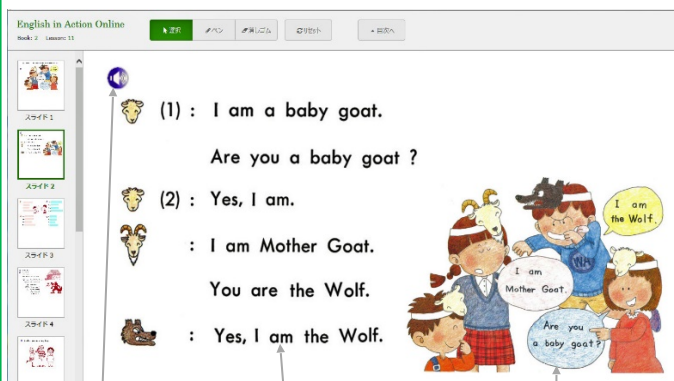 English in Action Online
Book: 2 Lesson: 11
選択
ペン
消しゴム
リセット
目次へ
スライド 1
スライド 2
スライド 3
スライド 4
(1) : I am a baby goat.
Are you a baby goat ?
(2) : Yes, I am.
: I am Mother Goat.
You are the Wolf.
: Yes, I am the Wolf.
I am
the Wolf.
I am
Mother Goat.
Are you
a baby goat?